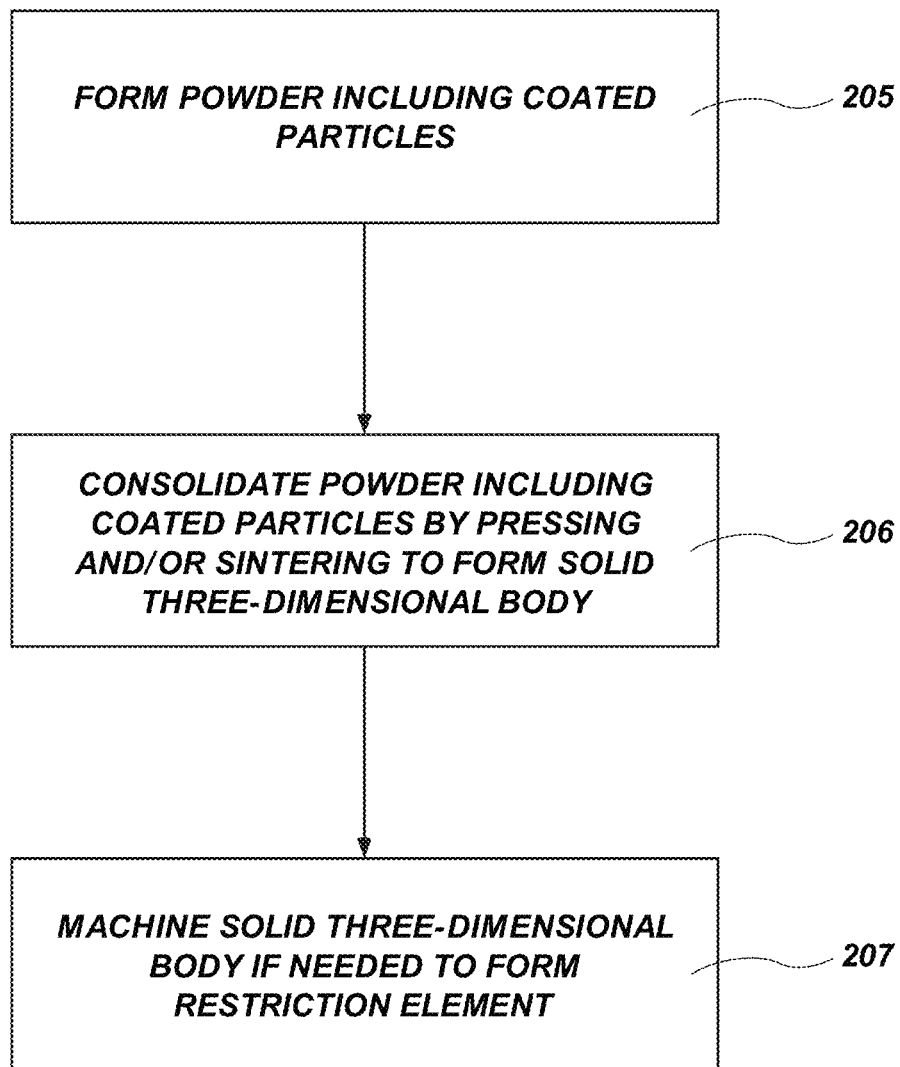 FORM POWDER INCLUDING COATED
PARTICLES
205
CONSOLIDATE POWDER INCLUDING
COATED PARTICLES BY PRESSING
AND/OR SINTERING TO FORM SOLID
THREE-DIMENSIONAL BODY
206
MACHINE SOLID THREE-DIMENSIONAL
BODY IF NEEDED TO FORM
RESTRICTION ELEMENT
207